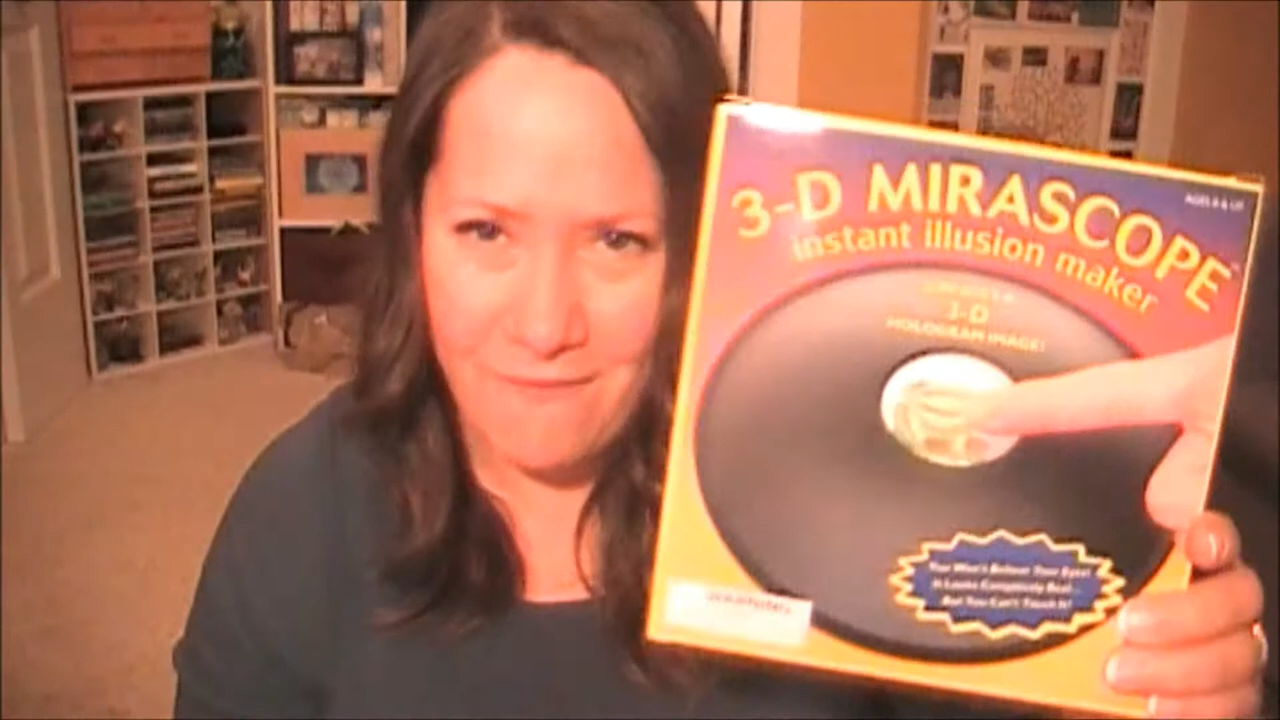 AGES 8 & UP
3-D MIRASCOPE
instant illusion maker
3-D
HOLOGRAM IMAGE!
You Won't Believe Your Eyes!
It Looks Completely Real...
But You Can't Touch It!